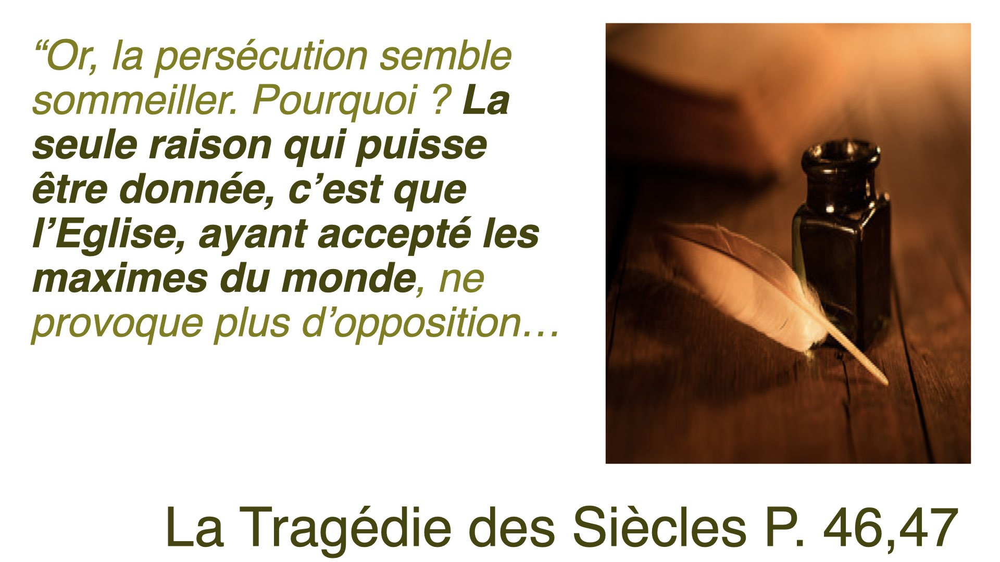 “Or, la persécution semble
sommeiller. Pourquoi ? La
seule raison qui puisse
être donnée, c’est que
l’Eglise, ayant accepté les
maximes du monde, ne
provoque plus d’opposition…
La Tragédie des Siècles P. 46,47